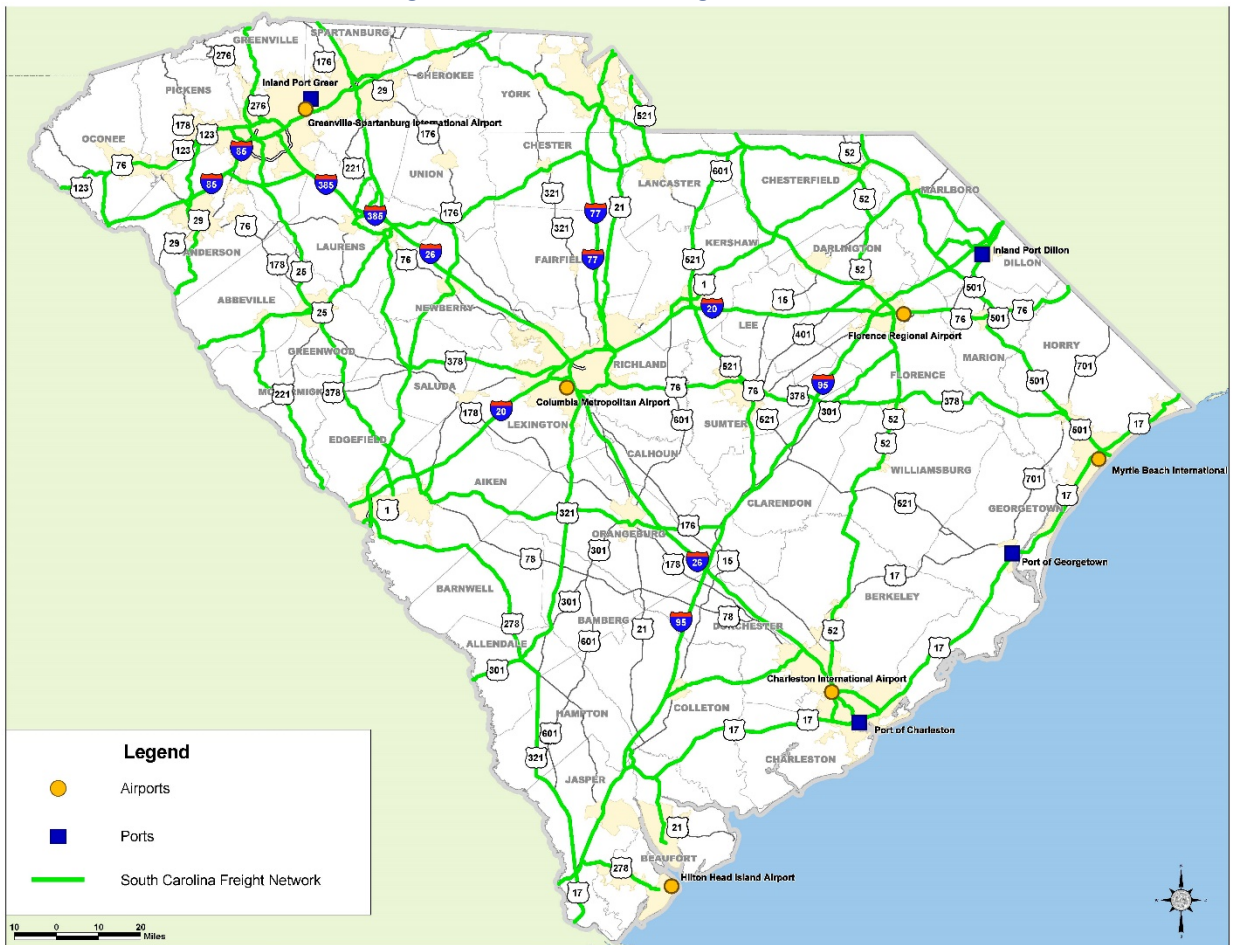 GREENVILLE
SPARTANBURG
276
176
Inland Port Greer
CHEROKEE
PICKENS
29
YORK
276
Greenville-Spartanburg International Airport
521
178
123
OCONEE
85
176
CHESTER
52
123
76
221
UNION
601
CHESTERFIELD
LANCASTER
MARLBORO
123
85
385
321
52
29
385
176
77
21
76
321
KERSHAW
DARLINGTON
Inland Port Dillon
29
ANDERSON
LAURENS
76
26
FAIRFIELD
77
521
52
DILLON
178
25
1
501
ABBEVILLE
NEWBERRY
20
15
76
76
25
LEE
401
Florence Regional Airport
501
HORRY
GREENWOOD
378
RICHLAND
521
MARION
701
SALUDA
95
FLORENCE
501
221
378
Columbia Metropolitan Airport
76
76
378
301
378
178
20
LEXINGTON
601
SUMTER
521
52
501
17
EDGEFIELD
CALHOUN
52
WILLIAMSBURG
Myrtle Beach International
AIKEN
701
17
1
321
CLARENDON
521
GEORGETOWN
ORANGEBURG
176
301
Port of Georgetown
78
178
26
15
17
BARNWELL
BERKELEY
301
278
BAMBERG
95
78
DORCHESTER
21
52
ALLENDALE
601
17
301
Charleston International Airport
HAMPTON
COLLETON
17
601
17
Port of Charleston
321
CHARLESTON
JASPER
21
BEAUFORT
278
Hilton Head Island Airport
17
Legend
Airports
Ports
South Carolina Freight Network
10 0 10 20
Miles